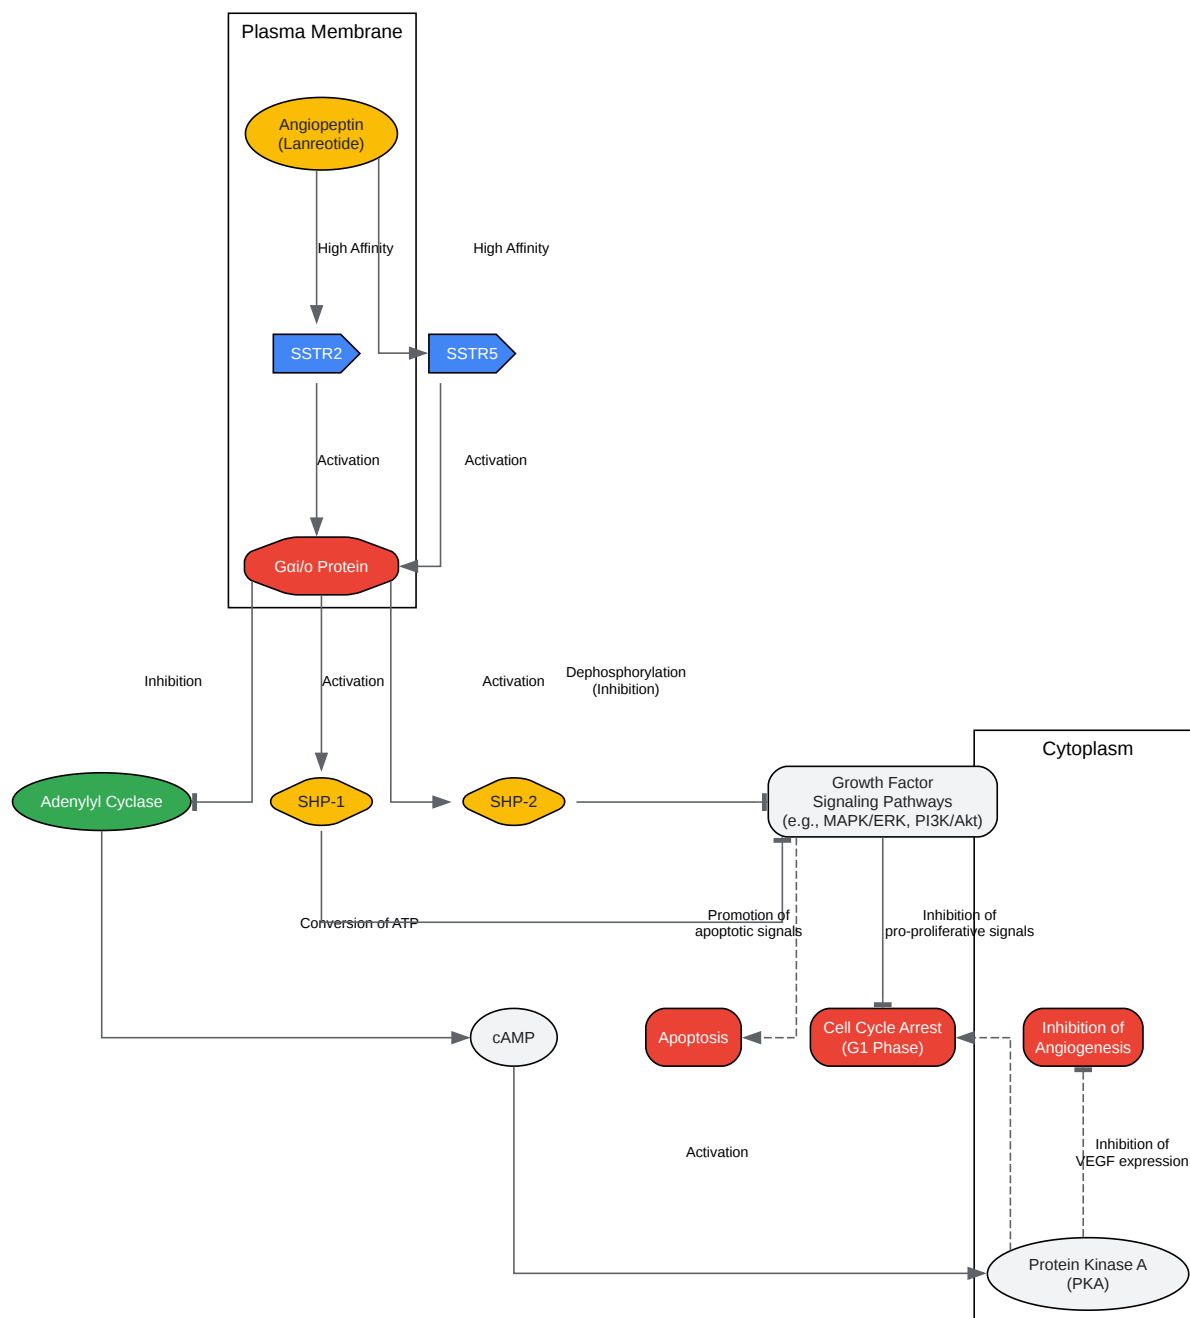 Plasma Membrane
Angiopeptin
(Lanreotide)
High Affinity
High Affinity
SSTR2
SSTR5
Activation
Activation
Gαi/o Protein
Inhibition
Activation
Activation
Dephosphorylation
(Inhibition)
Cytoplasm
Adenylyl Cyclase
SHP-1
SHP-2
Growth Factor
Signaling Pathways
(e.g., MAPK/ERK, PI3K/Akt)
Conversion of ATP
Promotion of
apoptotic signals
Inhibition of
pro-proliferative signals
cAMP
Apoptosis
Cell Cycle Arrest
(G1 Phase)
Inhibition of
Angiogenesis
Activation
Inhibition of
VEGF expression
Protein Kinase A
(PKA)